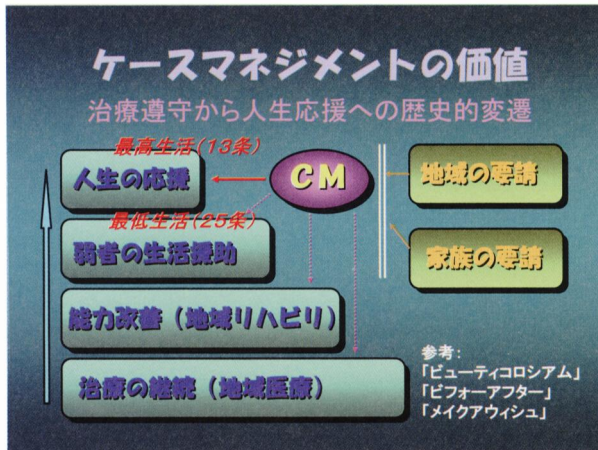 ケースマネジメントの価値
治療遵守から人生応援への歴史的変遷
最高生活(13条)
人生の応援
CM
地域の要請
最低生活(25条)
弱者の生活援助
家族の要請
能力改善(地域リハビリ)
治療の継続(地域医療)
参考:
「ビューティコロシアム」
「ビフォーアフター」
「メイクアウィシュ」